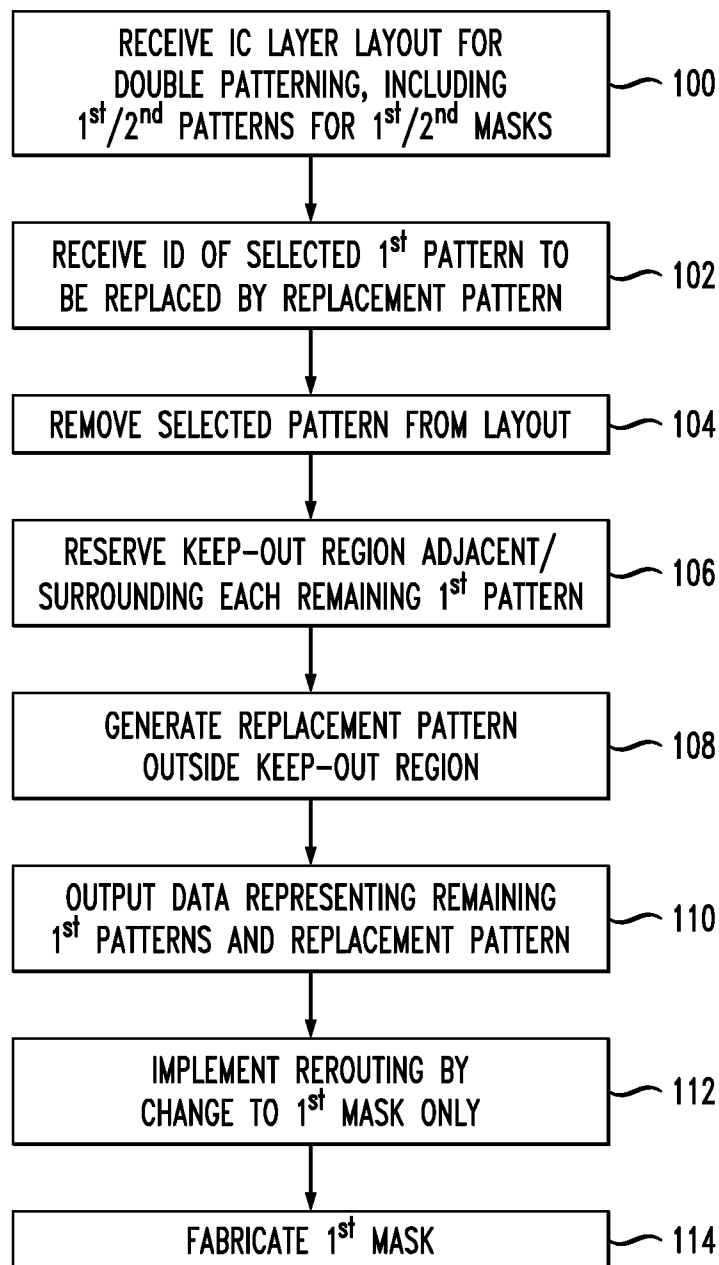 RECEIVE IC LAYER LAYOUT FOR
DOUBLE PATTERNING, INCLUDING
1st/2nd PATTERNS FOR 1st/2nd MASKS
100
RECEIVE ID OF SELECTED 1st PATTERN TO
BE REPLACED BY REPLACEMENT PATTERN
102
REMOVE SELECTED PATTERN FROM LAYOUT
104
RESERVE KEEP-OUT REGION ADJACENT/
SURROUNDING EACH REMAINING 1st PATTERN
106
GENERATE REPLACEMENT PATTERN
OUTSIDE KEEP-OUT REGION
108
OUTPUT DATA REPRESENTING REMAINING
1st PATTERNS AND REPLACEMENT PATTERN
110
IMPLEMENT REROUTING BY
CHANGE TO 1st MASK ONLY
112
FABRICATE 1st MASK
114